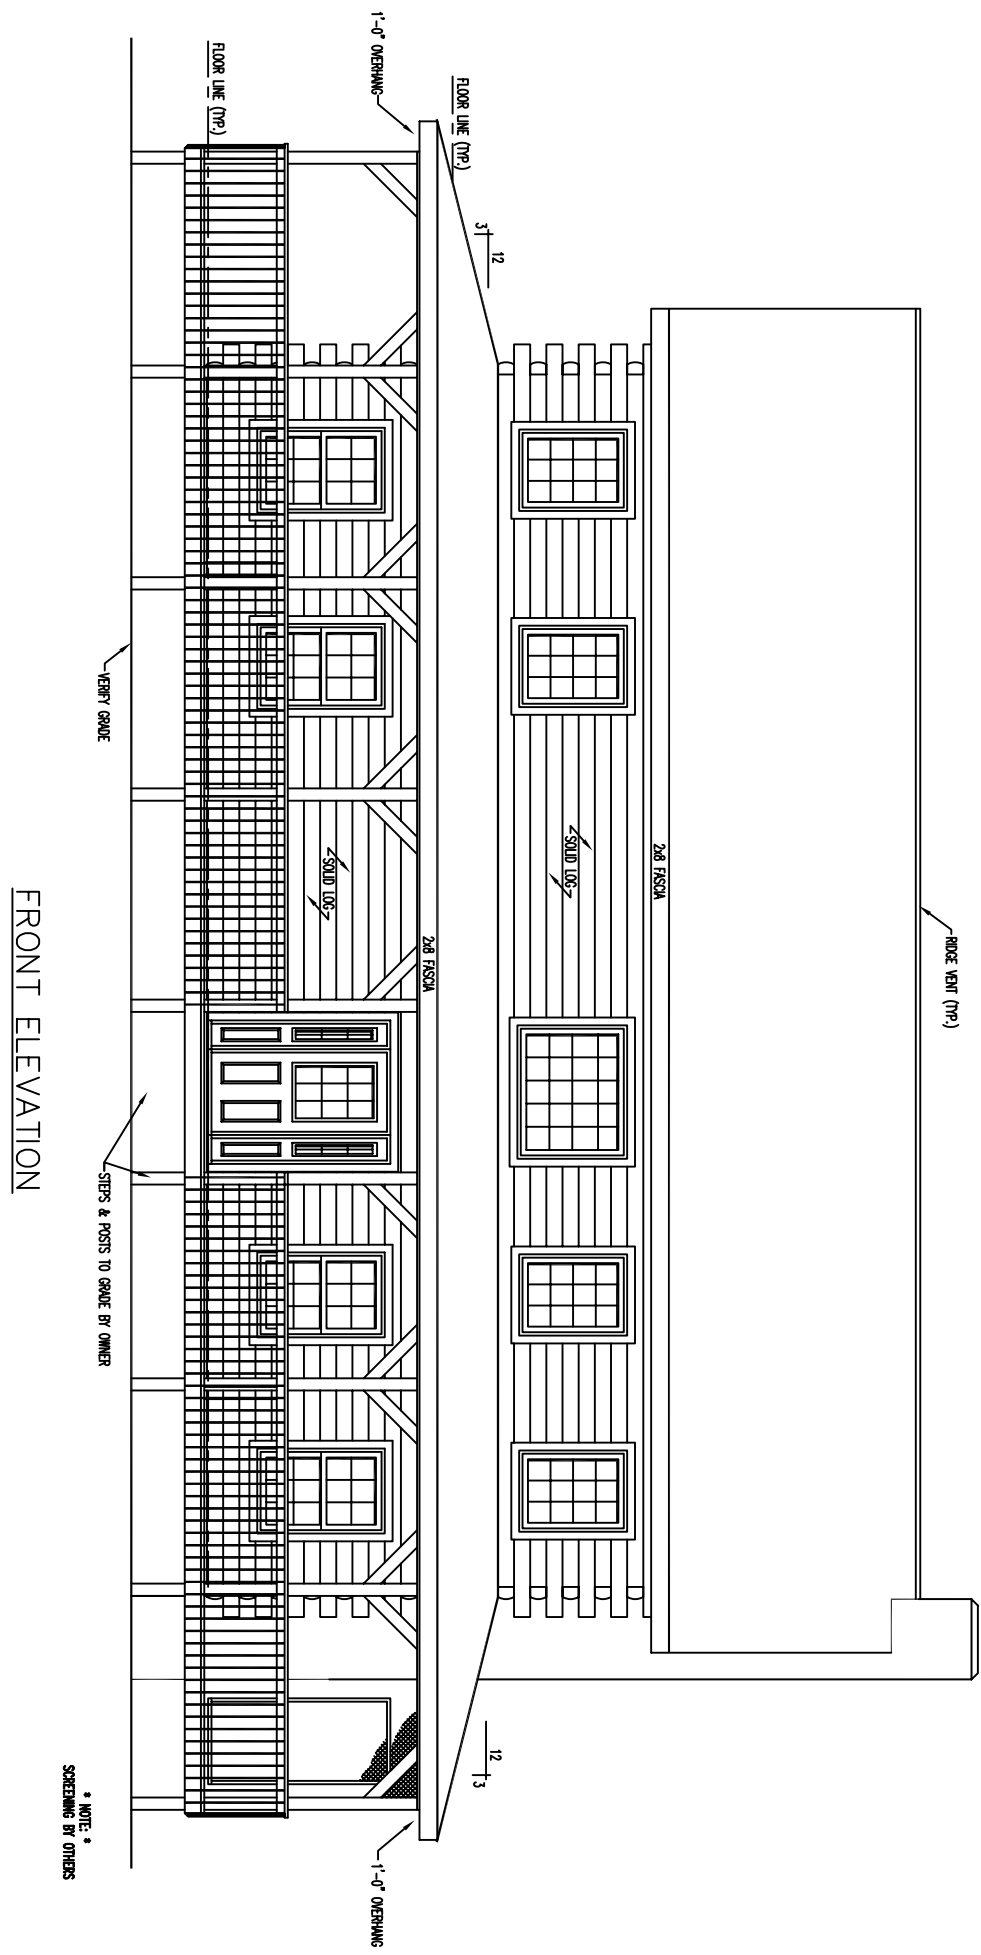 RIDGE VENT (TYP.)
2x8 FASCIA
SOLID LOG
12
3
12
3
FLOOR LINE (TYP.)
2x8 FASCIA
1'-0" OVERHANG
1'-0" OVERHANG
SOLID LOG
FLOOR LINE (TYP.)
VERIFY GRADE
STEPS & POSTS TO GRADE BY OWNER
* NOTE: *
SCREENING BY OTHERS
FRONT ELEVATION